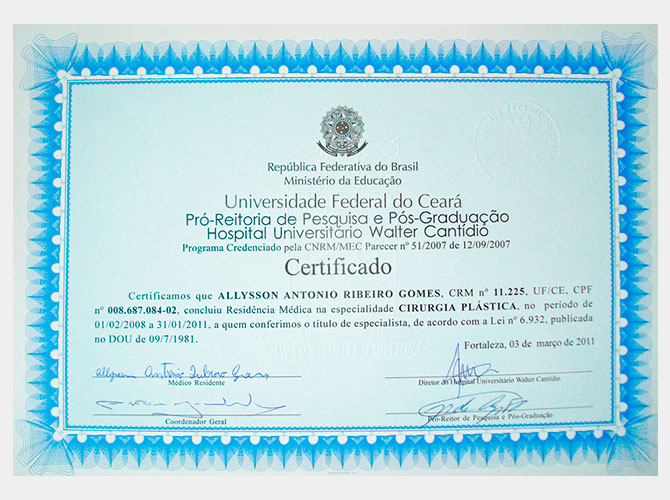 República Federativa do Brasil
Ministério da Educação
Universidade Federal do Ceará
Pró-Reitoria de Pesquisa e Pós-Graduação
Hospital Universitário Walter Cantídio
Programa Credenciado pela CNRM/MEC Parecer nº 51/2007 de 12/09/2007
Certificado
Certificamos que ALLYSSON ANTONIO RIBEIRO GOMES, CRM nº 11.225, UF/CE, CPF
nº 008.687.084-02, concluiu Residência Médica na especialidade CIRURGIA PLÁSTICA, no período de
01/02/2008 a 31/01/2011, a quem conferimos o título de especialista, de acordo com a Lei nº 6.932, publicada
no DOU de 09/7/1981.
Fortaleza, 03 de março de 2011
Médico Residente
Diretor do Hospital Universitário Walter Cantídio
Coordenador Geral
Pró-Reitor de Pesquisa e Pós-Graduação